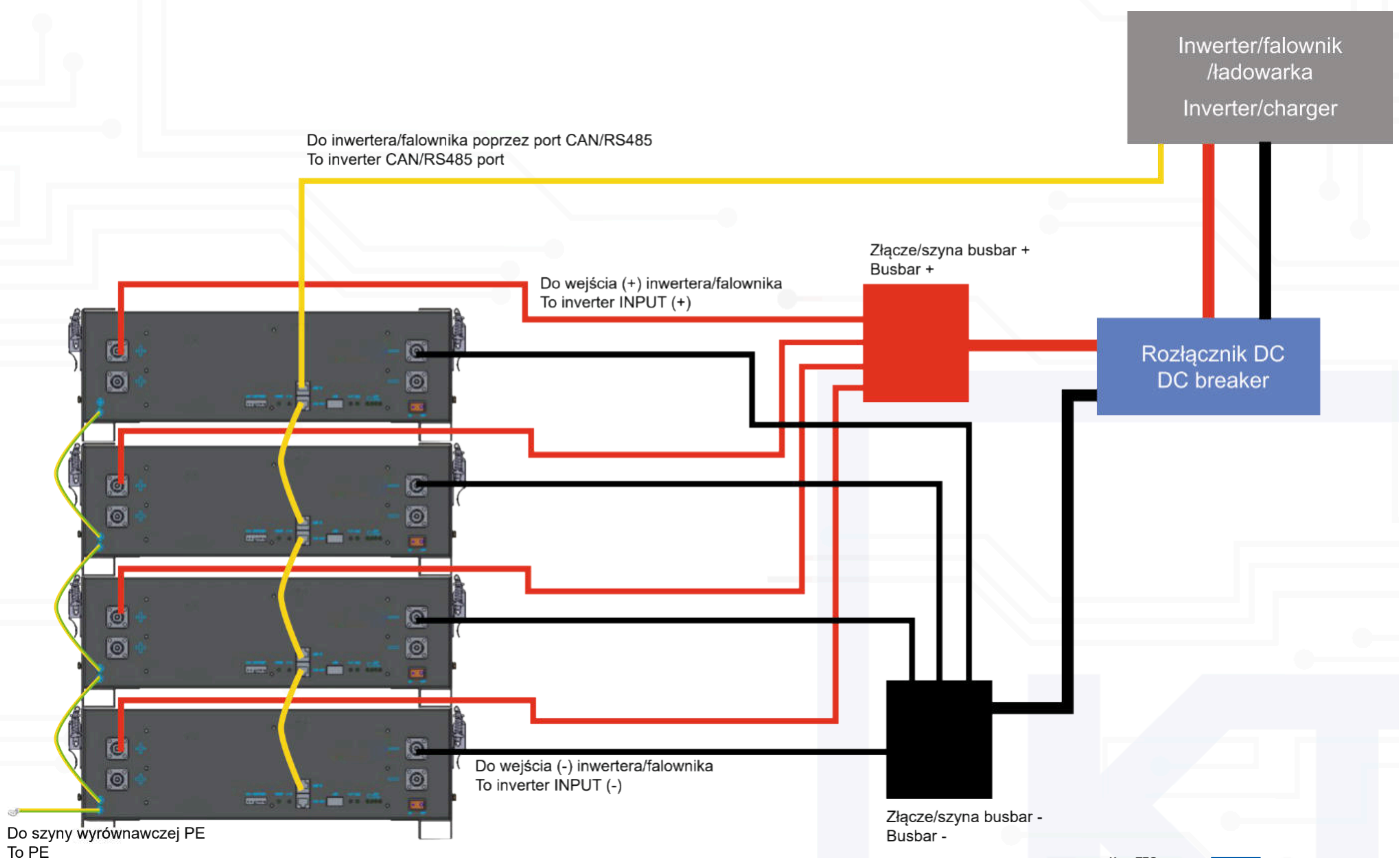 Inwerter/falownik
/ładowarka
Inverter/charger
Do inwertera/falownika poprzez port CAN/RS485
To inverter CAN/RS485 port
Złącze/szyna busbar +
Busbar +
Do wejścia (+) inwertera/falownika
To inverter INPUT (+)
Rozłącznik DC
DC breaker
Do wejścia (-) inwertera/falownika
To inverter INPUT (-)
Złącze/szyna busbar -
Busbar -
Do szyny wyrównawczej PE
To PE